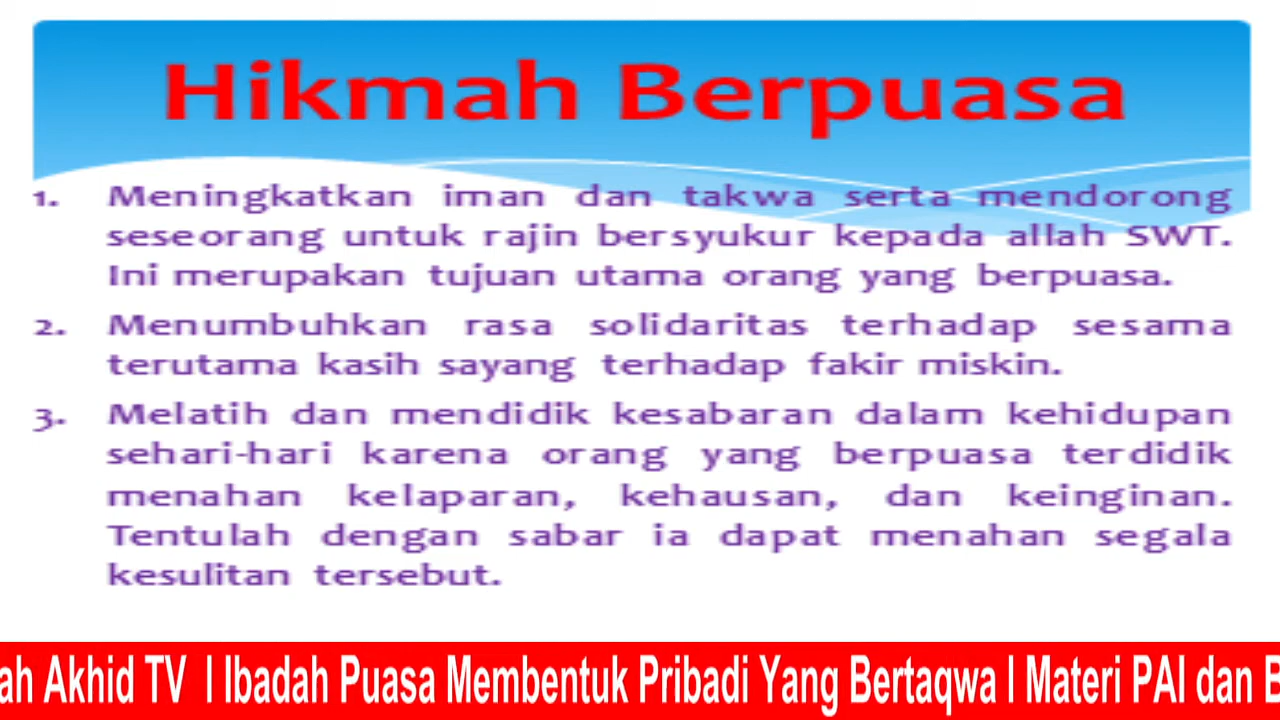 Hikmah Berpuasa
1. Meningkatkan iman dan takwa serta mendorong
seseorang untuk rajin bersyukur kepada allah SWT.
Ini merupakan tujuan utama orang yang berpuasa.
2. Menumbuhkan rasa solidaritas terhadap sesama
terutama kasih sayang terhadap fakir miskin.
3. Melatih dan mendidik kesabaran dalam kehidupan
sehari-hari karena orang yang berpuasa terdidik
menahan kelaparan, kehausan, dan keinginan.
Tentulah dengan sabar ia dapat menahan segala
kesulitan tersebut.
ah Akhid TV I Ibadah Puasa Membentuk Pribadi Yang Bertaqwa I Materi PAI dan B